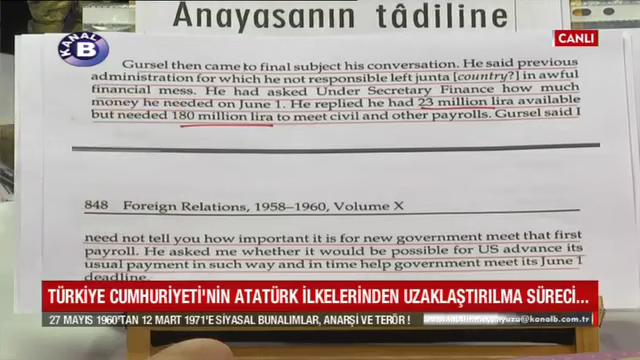 Anayasanın tâdiline
KANAL B
CANLI
Gursel then came to final subject his conversation. He said previous
administration for which he not responsible left junta [country?] in awful
financial mess. He had asked Under Secretary Finance how much
money he needed on June 1. He replied he had 23 million lira available
but needed 180 million lira to meet civil and other payrolls. Gursel said I
848 Foreign Relations, 1958–1960, Volume X
need not tell you how important it is for new government meet that first
payroll. He asked me whether it would be possible for US advance its
usual payment in such way and in time help government meet its June 1
deadline.
TÜRKİYE CUMHURİYETİ'NİN ATATÜRK İLKELERİNDEN UZAKLAŞTIRILMA SÜRECİ...
27 MAYIS 1960'TAN 12 MART 1971'E SİYASAL BUNALIMLAR, ANARŞİ VE TERÖR !